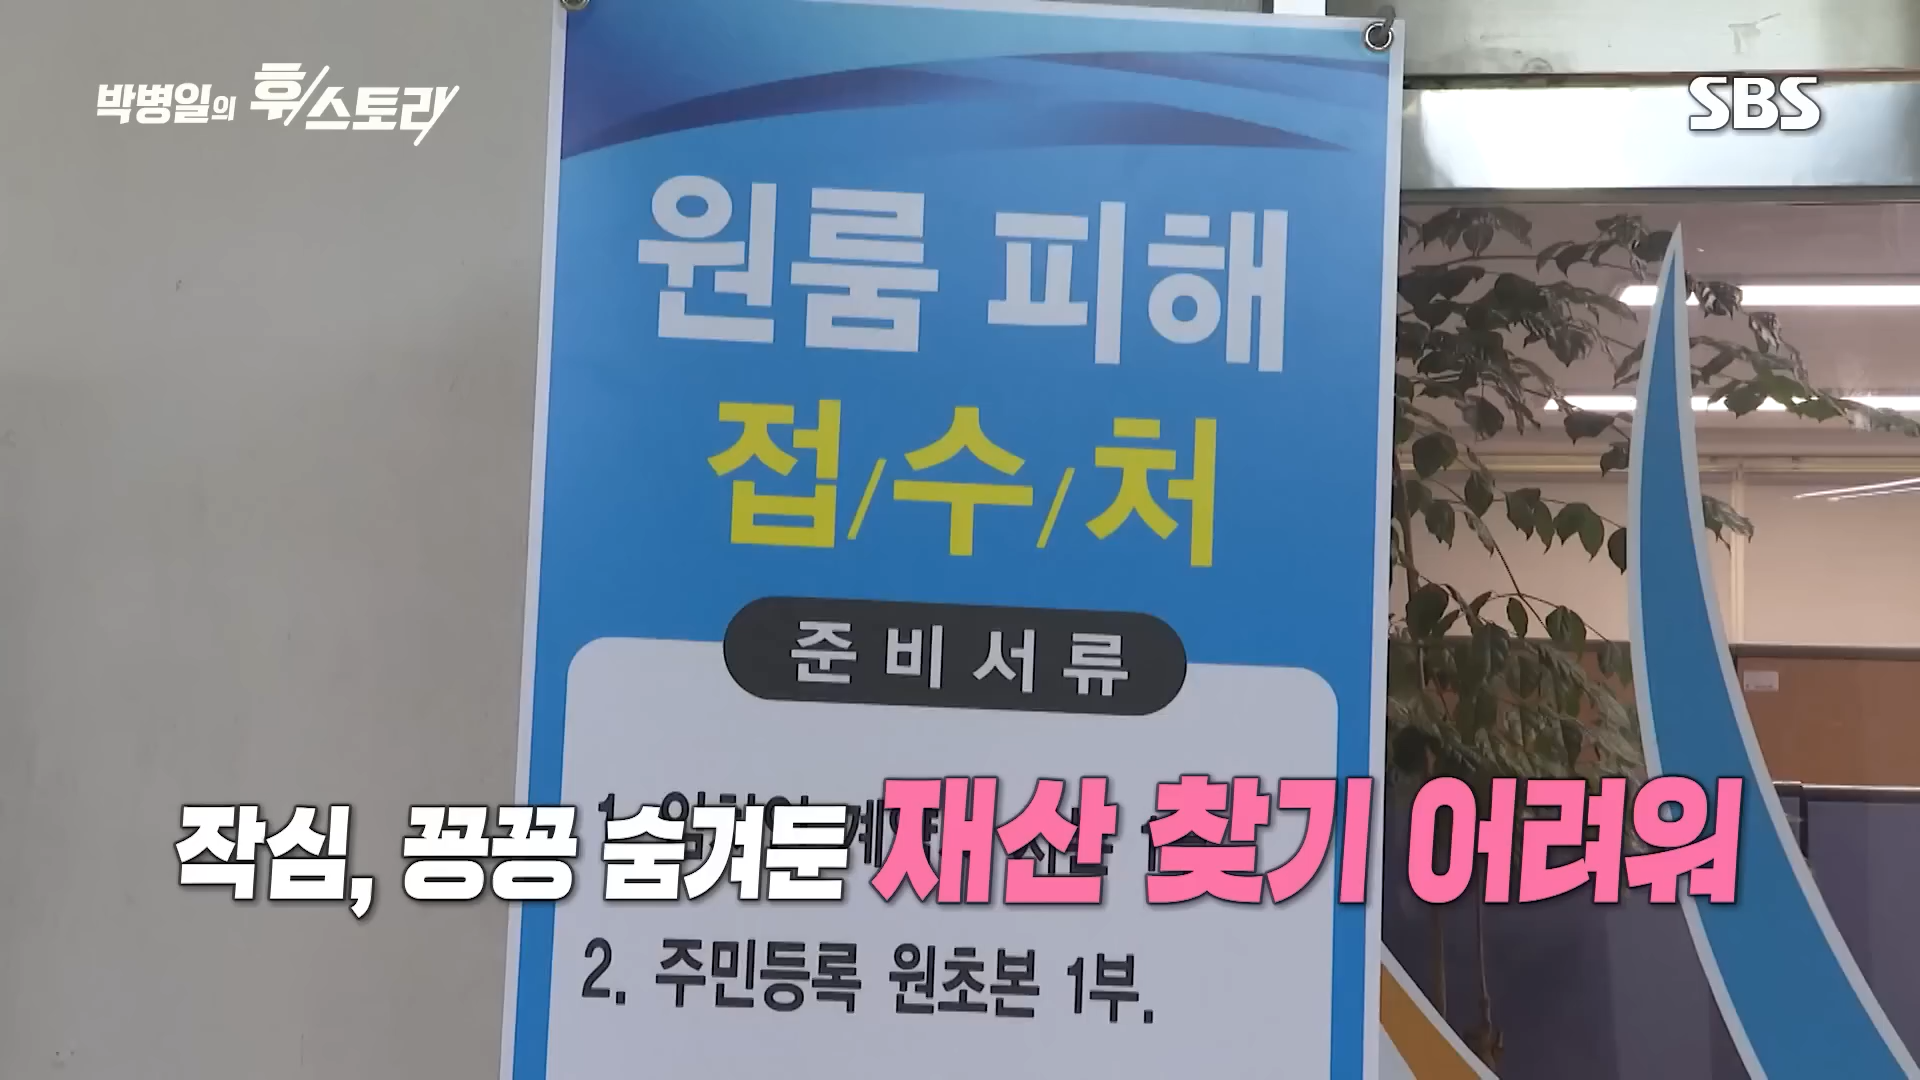 박병일의 휴/스토리
SBS
원룸 피해
접/수/처
준비서류
작심, 꽁꽁 숨겨둔 재산 찾기 어려워
2. 주민등록 원초본 1부.